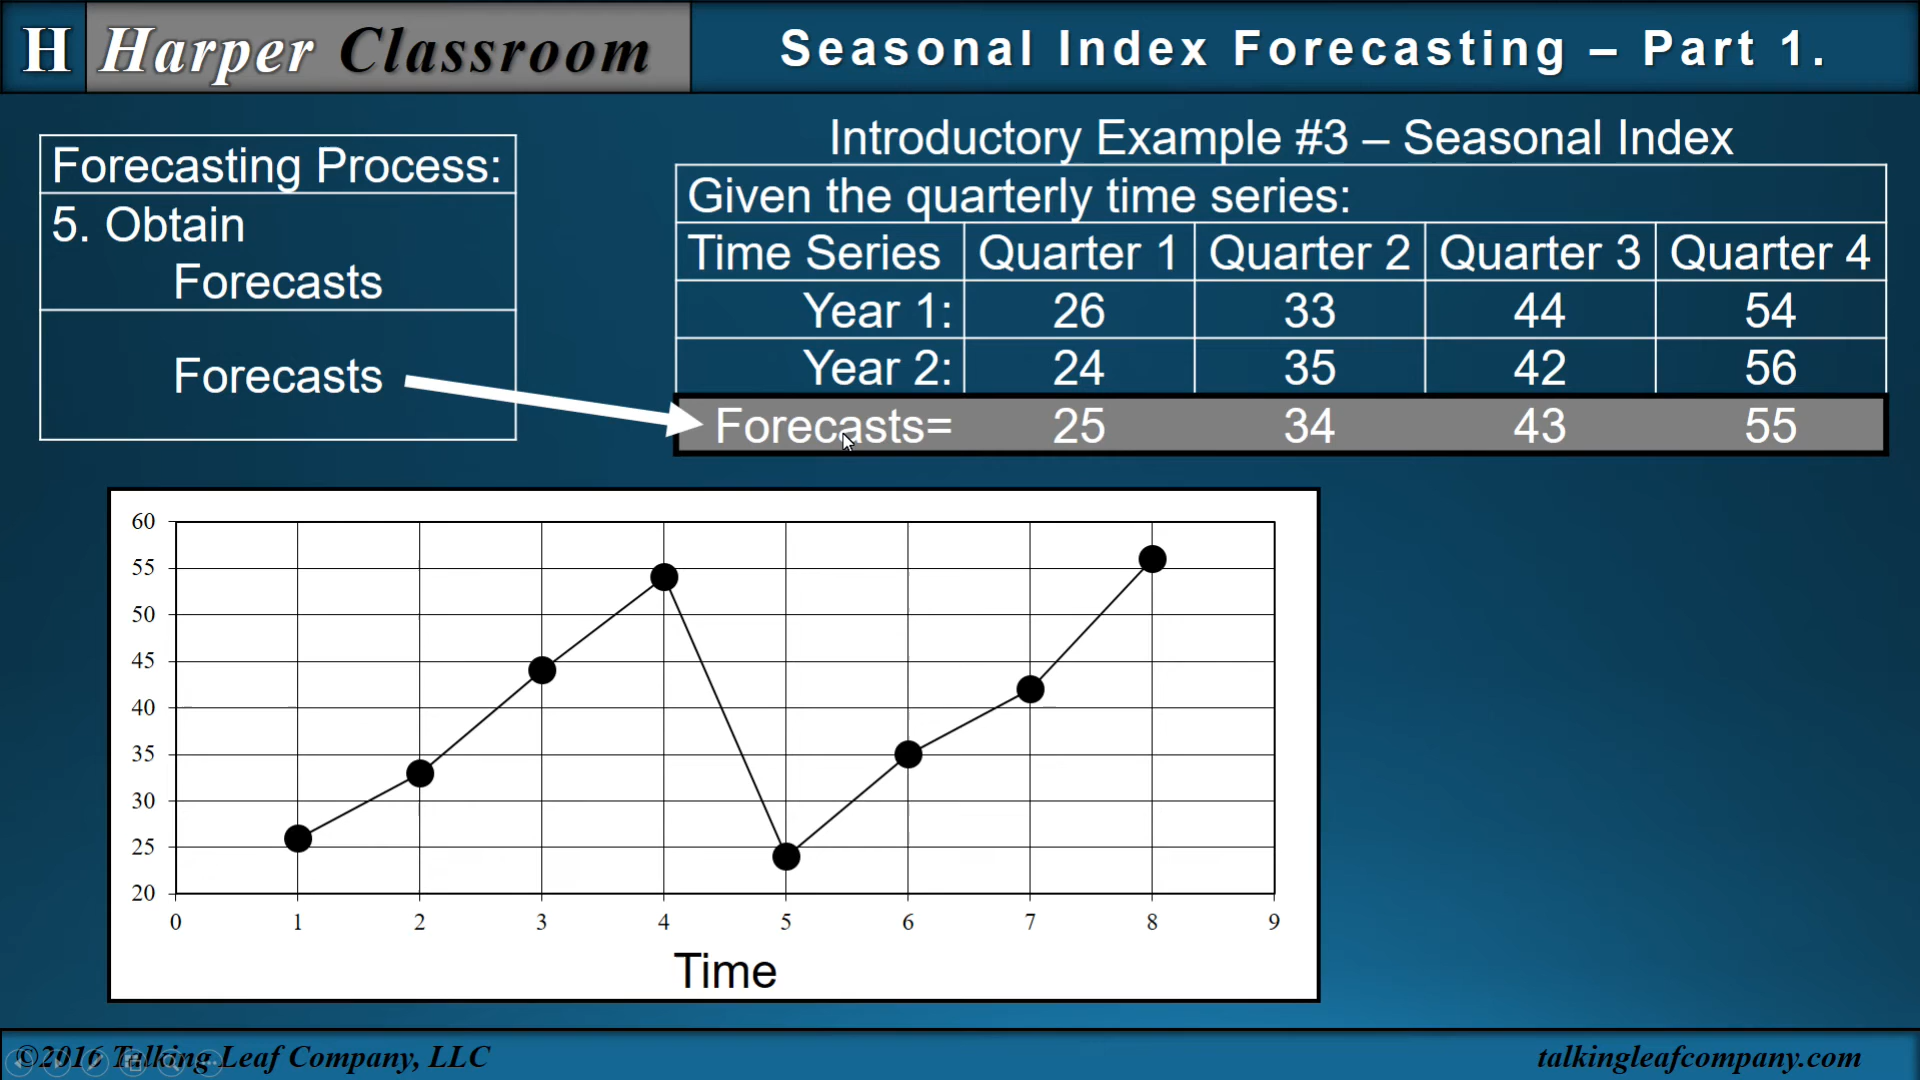 H Harper Classroom
Seasonal Index Forecasting – Part 1.
Forecasting Process:
5. Obtain
Forecasts
Forecasts
Introductory Example #3 – Seasonal Index
Given the quarterly time series:
Time Series Quarter 1 Quarter 2 Quarter 3 Quarter 4
Year 1: 26 33 44 54
Year 2: 24 35 42 56
Forecasts= 25 34 43 55
60
55
50
45
40
35
30
25
20
0 1 2 3 4 5 6 7 8 9
Time
©2016 Talking Leaf Company, LLC
talkingleafcompany.com